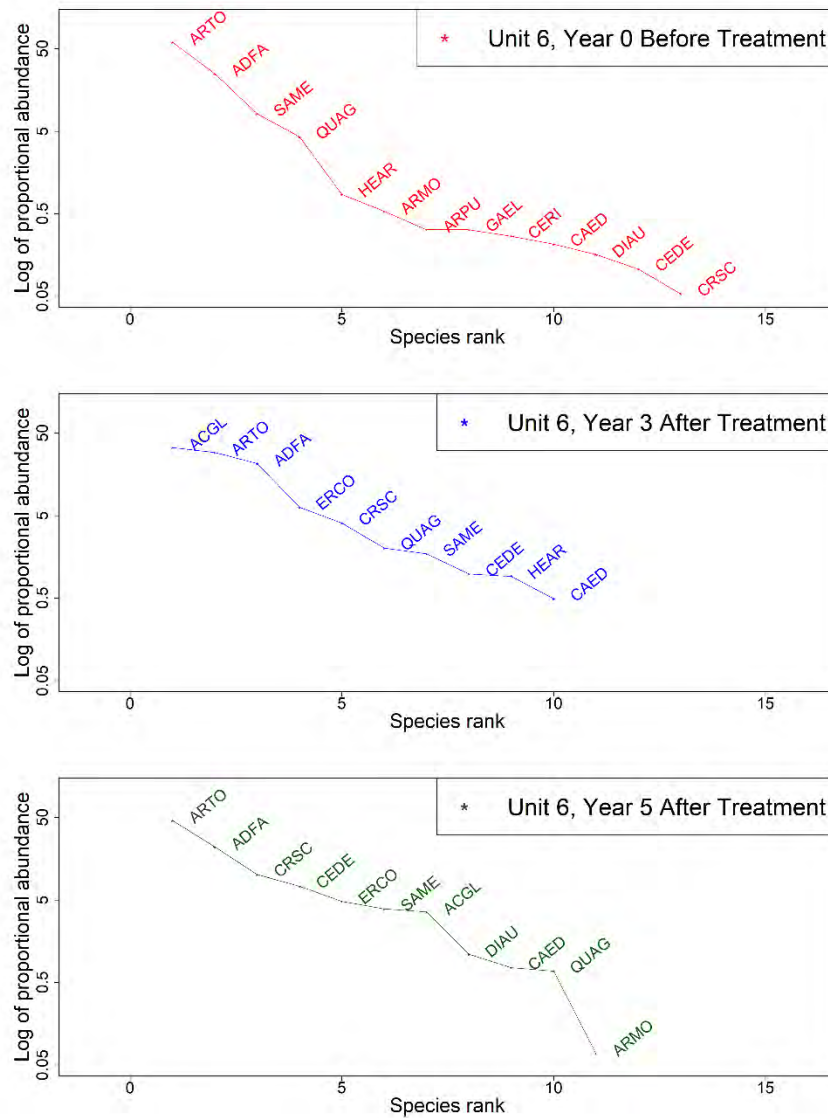 * Unit 6, Year 0 Before Treatment
Log of proportional abundance
50
5
0.5
0.05
ARTO
ADFA
SAME
QUAG
HEAR
ARMO
ARPU
GAEL
CERI
CAED
DIAU
CEDE
CRSC
0 5 10 15
Species rank
* Unit 6, Year 3 After Treatment
Log of proportional abundance
50
5
0.5
0.05
ACGL
ARTO
ADFA
ERCO
CRSC
QUAG
SAME
CEDE
HEAR
CAED
0 5 10 15
Species rank
* Unit 6, Year 5 After Treatment
Log of proportional abundance
50
5
0.5
0.05
ARTO
ADFA
CRSC
CEDE
ERCO
SAME
ACGL
DIAU
CAED
QUAG
ARMO
0 5 10 15
Species rank